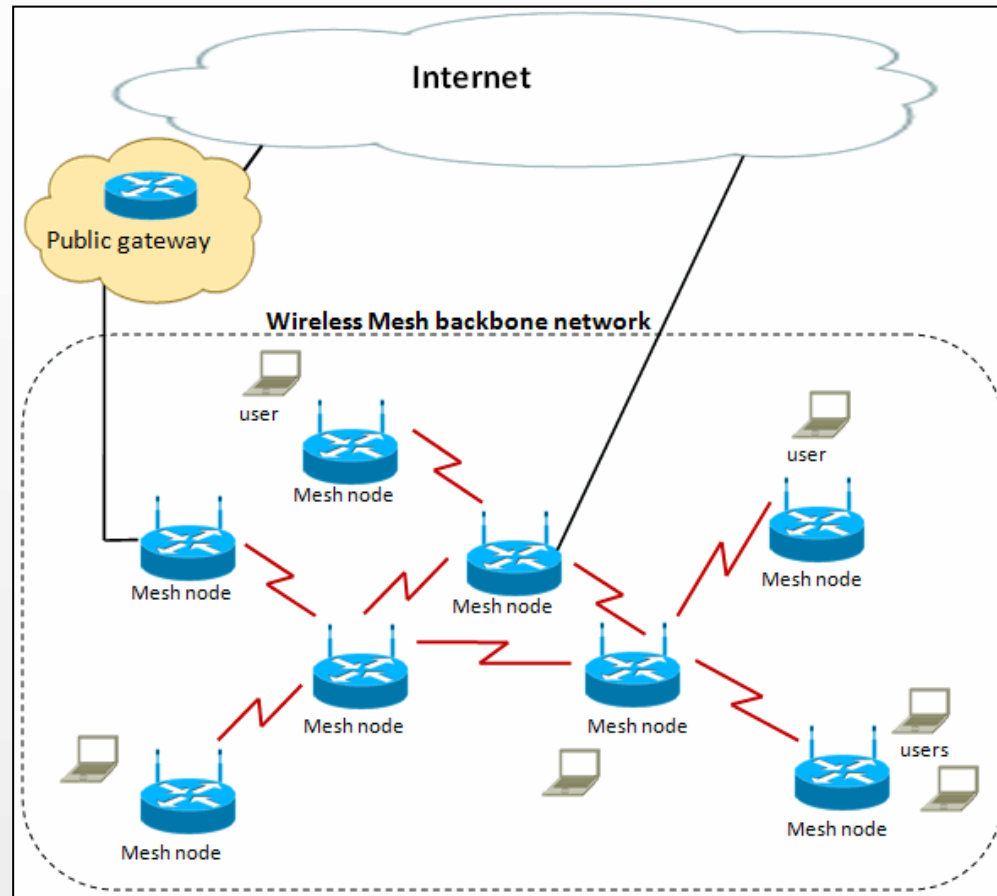 Internet
Public gateway
Wireless Mesh backbone network
user
user
Mesh node
Mesh node
Mesh node
Mesh node
Mesh node
Mesh node
users
Mesh node
Mesh node